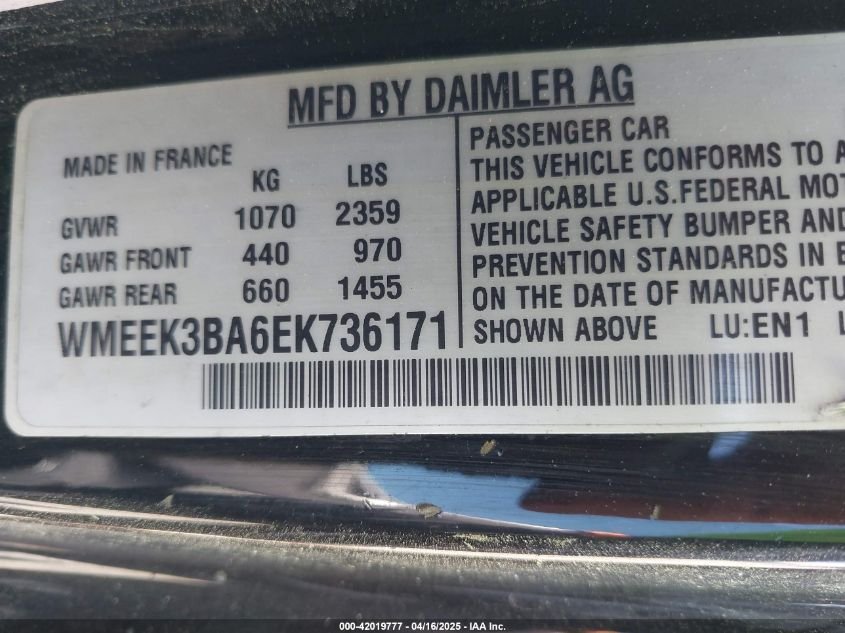 MFD BY DAIMLER AG
MADE IN FRANCE
KG LBS
GVWR 1070 2359
GAWR FRONT 440 970
GAWR REAR 660 1455
WMEEK3BA6EK736171
PASSENGER CAR
THIS VEHICLE CONFORMS TO A
APPLICABLE U.S.FEDERAL MOT
VEHICLE SAFETY BUMPER AND
PREVENTION STANDARDS IN E
ON THE DATE OF MANUFACTU
SHOWN ABOVE LU:EN1
000-42019777 - 04/16/2025 - IAA Inc.